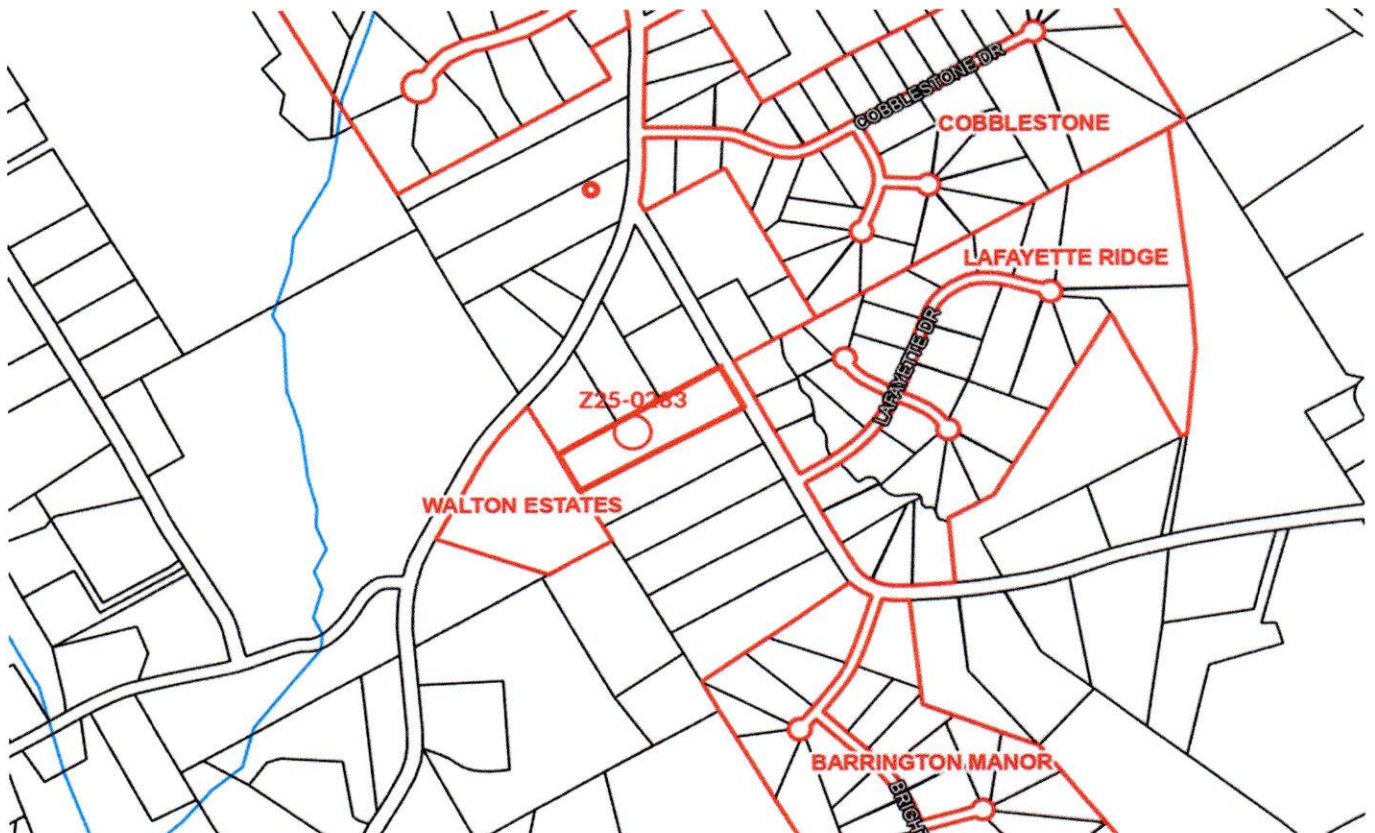 COBBLESTONE DR
COBBLESTONE
LAFAYETTE RIDGE
LAFAYETTE DR
Z25-0283
WALTON ESTATES
BARRINGTON MANOR